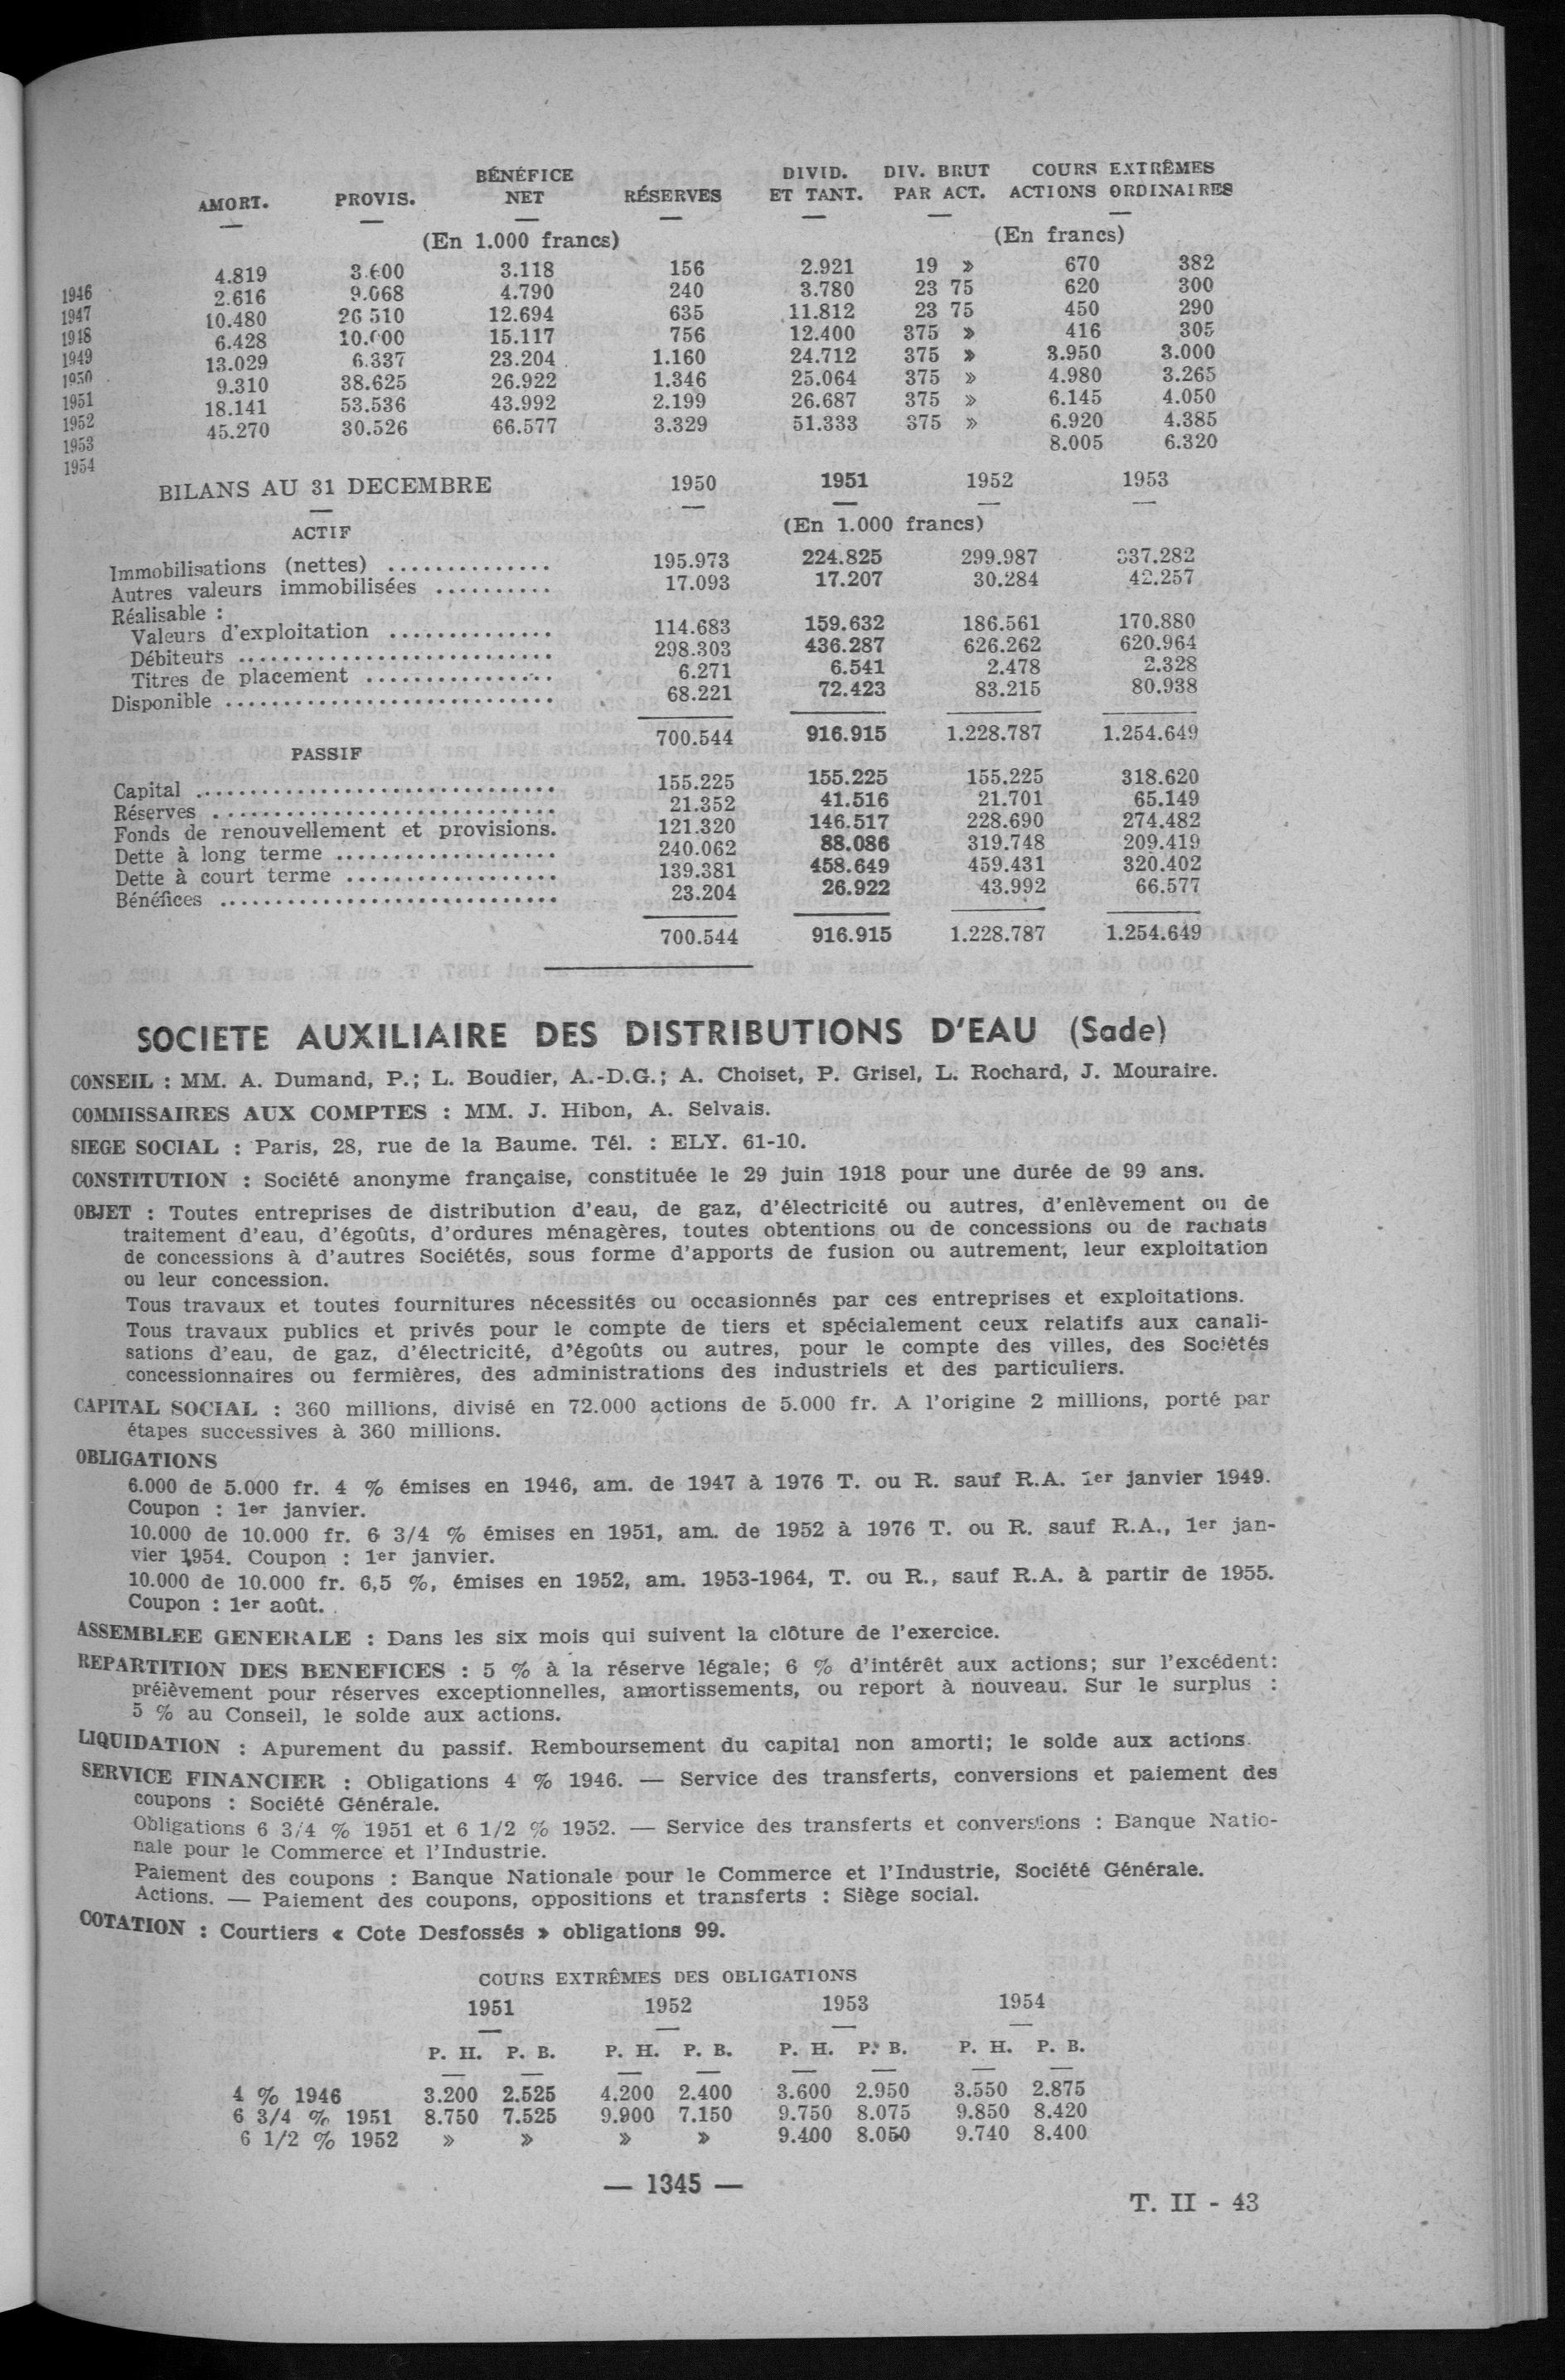 AMORT. PROVIS. BÉNÉFICE NET RÉSERVES DIVID. ET TANT. DIV. BRUT PAR ACT. COURS EXTRÊMES ACTIONS ORDINAIRES
(En 1.000 francs) (En francs)
1946 4.819 3.600 3.118 156 2.921 19 » 670 382
1947 2.616 9.068 4.790 240 3.780 23 75 620 300
1948 10.480 26 510 12.694 635 11.812 23 75 450 290
1949 6.428 10.000 15.117 756 12.400 375 » 416 305
1950 13.029 6.337 23.204 1.160 24.712 375 » 3.950 3.000
1951 9.310 38.625 26.922 1.346 25.064 375 » 4.980 3.265
1952 18.141 53.536 43.992 2.199 26.687 375 » 6.145 4.050
1953 45.270 30.526 66.577 3.329 51.333 375 » 6.920 4.385
1954 8.005 6.320
BILANS AU 31 DECEMBRE 1950 1951 1952 1953
ACTIF (En 1.000 francs)
Immobilisations (nettes) .............. 195.973 224.825 299.987 337.282
Autres valeurs immobilisées .......... 17.093 17.207 30.284 42.257
Réalisable :
Valeurs d'exploitation .............. 114.683 159.632 186.561 170.880
Débiteurs ............................ 298.303 436.287 626.262 620.964
Titres de placement ................ 6.271 6.541 2.478 2.328
Disponible ............................. 68.221 72.423 83.215 80.938
700.544 916.915 1.228.787 1.254.649
PASSIF
Capital ................................ 155.225 155.225 155.225 318.620
Réserves .............................. 21.352 41.516 21.701 65.149
Fonds de renouvellement et provisions. 121.320 146.517 228.690 274.482
Dette à long terme .................... 240.062 88.086 319.748 209.419
Dette à court terme ................... 139.381 458.649 459.431 320.402
Bénéfices .............................. 23.204 26.922 43.992 66.577
700.544 916.915 1.228.787 1.254.649
SOCIETE AUXILIAIRE DES DISTRIBUTIONS D'EAU (Sade)
CONSEIL : MM. A. Dumand, P.; L. Boudier, A.-D.G.; A. Choiset, P. Grisel, L. Rochard, J. Mouraire.
COMMISSAIRES AUX COMPTES : MM. J. Hibon, A. Selvais.
SIEGE SOCIAL : Paris, 28, rue de la Baume. Tél. : ELY. 61-10.
CONSTITUTION : Société anonyme française, constituée le 29 juin 1918 pour une durée de 99 ans.
OBJET : Toutes entreprises de distribution d'eau, de gaz, d'électricité ou autres, d'enlèvement ou de
traitement d'eau, d'égoûts, d'ordures ménagères, toutes obtentions ou de concessions ou de rachats
de concessions à d'autres Sociétés, sous forme d'apports de fusion ou autrement, leur exploitation
ou leur concession.
Tous travaux et toutes fournitures nécessités ou occasionnés par ces entreprises et exploitations.
Tous travaux publics et privés pour le compte de tiers et spécialement ceux relatifs aux canali-
sations d'eau, de gaz, d'électricité, d'égoûts ou autres, pour le compte des villes, des Sociétés
concessionnaires ou fermières, des administrations des industriels et des particuliers.
CAPITAL SOCIAL : 360 millions, divisé en 72.000 actions de 5.000 fr. A l'origine 2 millions, porté par
étapes successives à 360 millions.
OBLIGATIONS
6.000 de 5.000 fr. 4 % émises en 1946, am. de 1947 à 1976 T. ou R. sauf R.A. 1er janvier 1949.
Coupon : 1er janvier.
10.000 de 10.000 fr. 6 3/4 % émises en 1951, am. de 1952 à 1976 T. ou R. sauf R.A., 1er jan-
vier 1954. Coupon : 1er janvier.
10.000 de 10.000 fr. 6,5 %, émises en 1952, am. 1953-1964, T. ou R., sauf R.A. à partir de 1955.
Coupon : 1er août.
ASSEMBLEE GENERALE : Dans les six mois qui suivent la clôture de l'exercice.
REPARTITION DES BENEFICES : 5 % à la réserve légale; 6 % d'intérêt aux actions; sur l'excédent:
prélèvement pour réserves exceptionnelles, amortissements, ou report à nouveau. Sur le surplus :
5 % au Conseil, le solde aux actions.
LIQUIDATION : Apurement du passif. Remboursement du capital non amorti; le solde aux actions.
SERVICE FINANCIER : Obligations 4 % 1946. — Service des transferts, conversions et paiement des
coupons : Société Générale.
Obligations 6 3/4 % 1951 et 6 1/2 % 1952. — Service des transferts et conversions : Banque Natio-
nale pour le Commerce et l'Industrie.
Paiement des coupons : Banque Nationale pour le Commerce et l'Industrie, Société Générale.
Actions. — Paiement des coupons, oppositions et transferts : Siège social.
COTATION : Courtiers « Cote Desfossés » obligations 99.
COURS EXTRÊMES DES OBLIGATIONS
1951 1952 1953 1954
P. H. P. B. P. H. P. B. P. H. P. B. P. H. P. B.
4 % 1946 3.200 2.525 4.200 2.400 3.600 2.950 3.550 2.875
6 3/4 % 1951 8.750 7.525 9.900 7.150 9.750 8.075 9.850 8.420
6 1/2 % 1952 » » » » 9.400 8.050 9.740 8.400
— 1345 —
T. II - 43